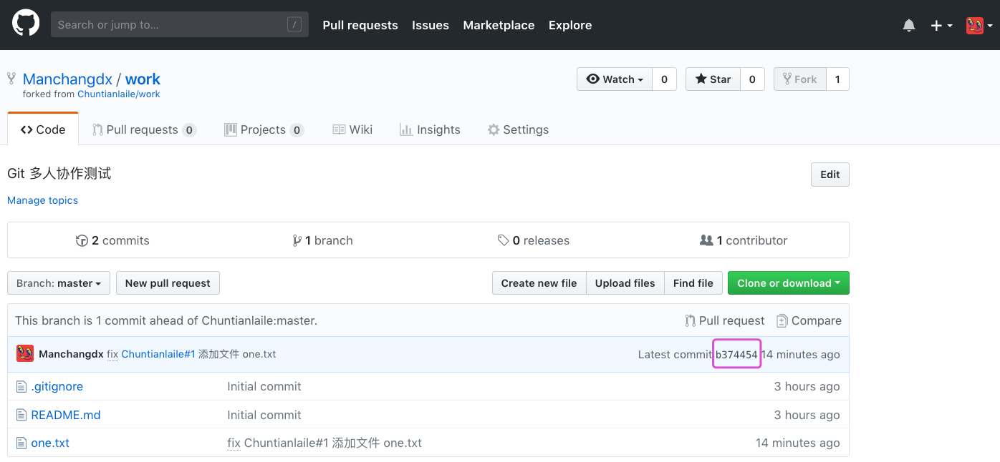 Search or jump to… / Pull requests Issues Marketplace Explore
Manchangdx / work Watch 0 Star 0 Fork 1
forked from Chuntianlaile/work
Code Pull requests 0 Projects 0 Wiki Insights Settings
Git 多人协作测试 Edit
Manage topics
2 commits 1 branch 0 releases 1 contributor
Branch: master New pull request Create new file Upload files Find file Clone or download
This branch is 1 commit ahead of Chuntianlaile:master. Pull request Compare
Manchangdx fix Chuntianlaile#1 添加文件 one.txt Latest commit b374454 14 minutes ago
.gitignore Initial commit 3 hours ago
README.md Initial commit 3 hours ago
one.txt fix Chuntianlaile#1 添加文件 one.txt 14 minutes ago